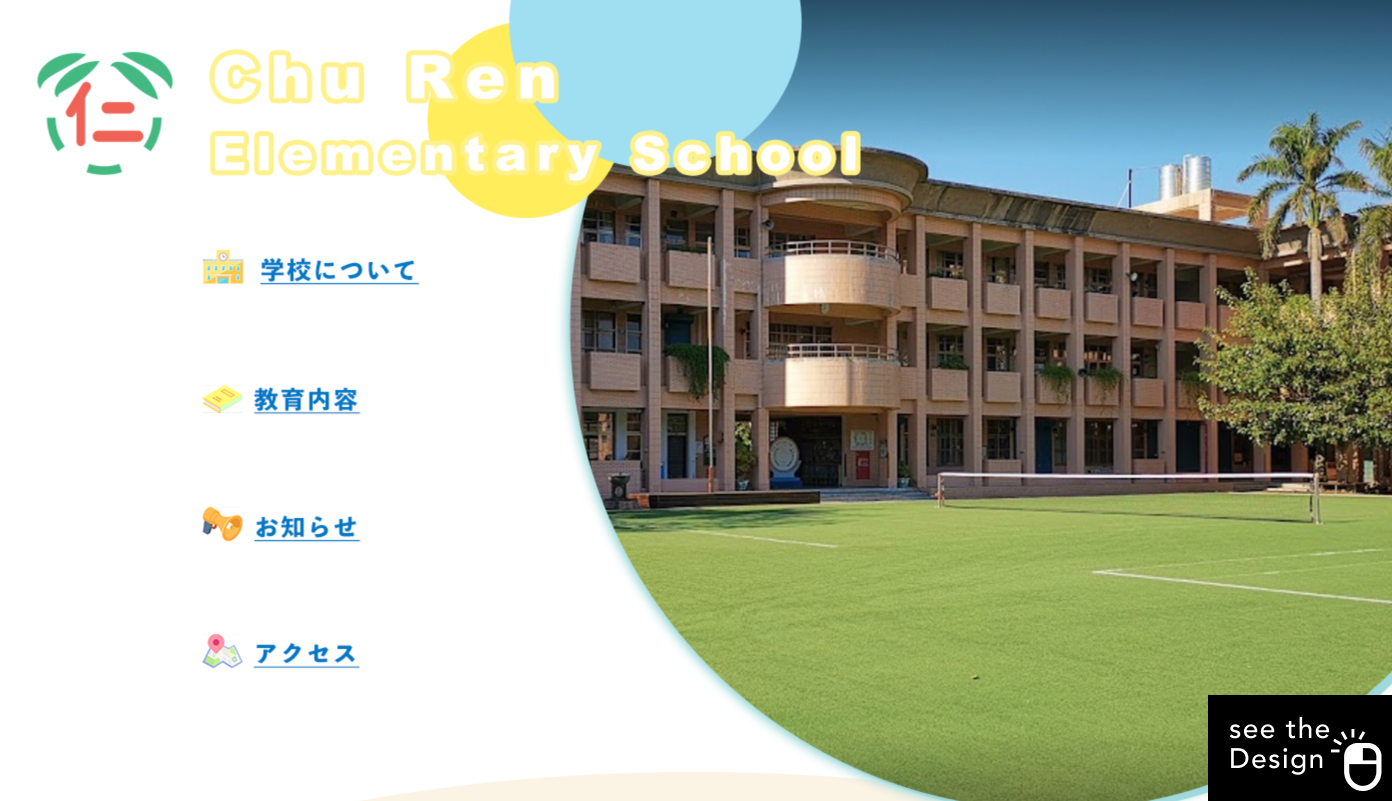 仁
Chu Ren
Elementary School
学校について
教育内容
お知らせ
アクセス
see the
Design